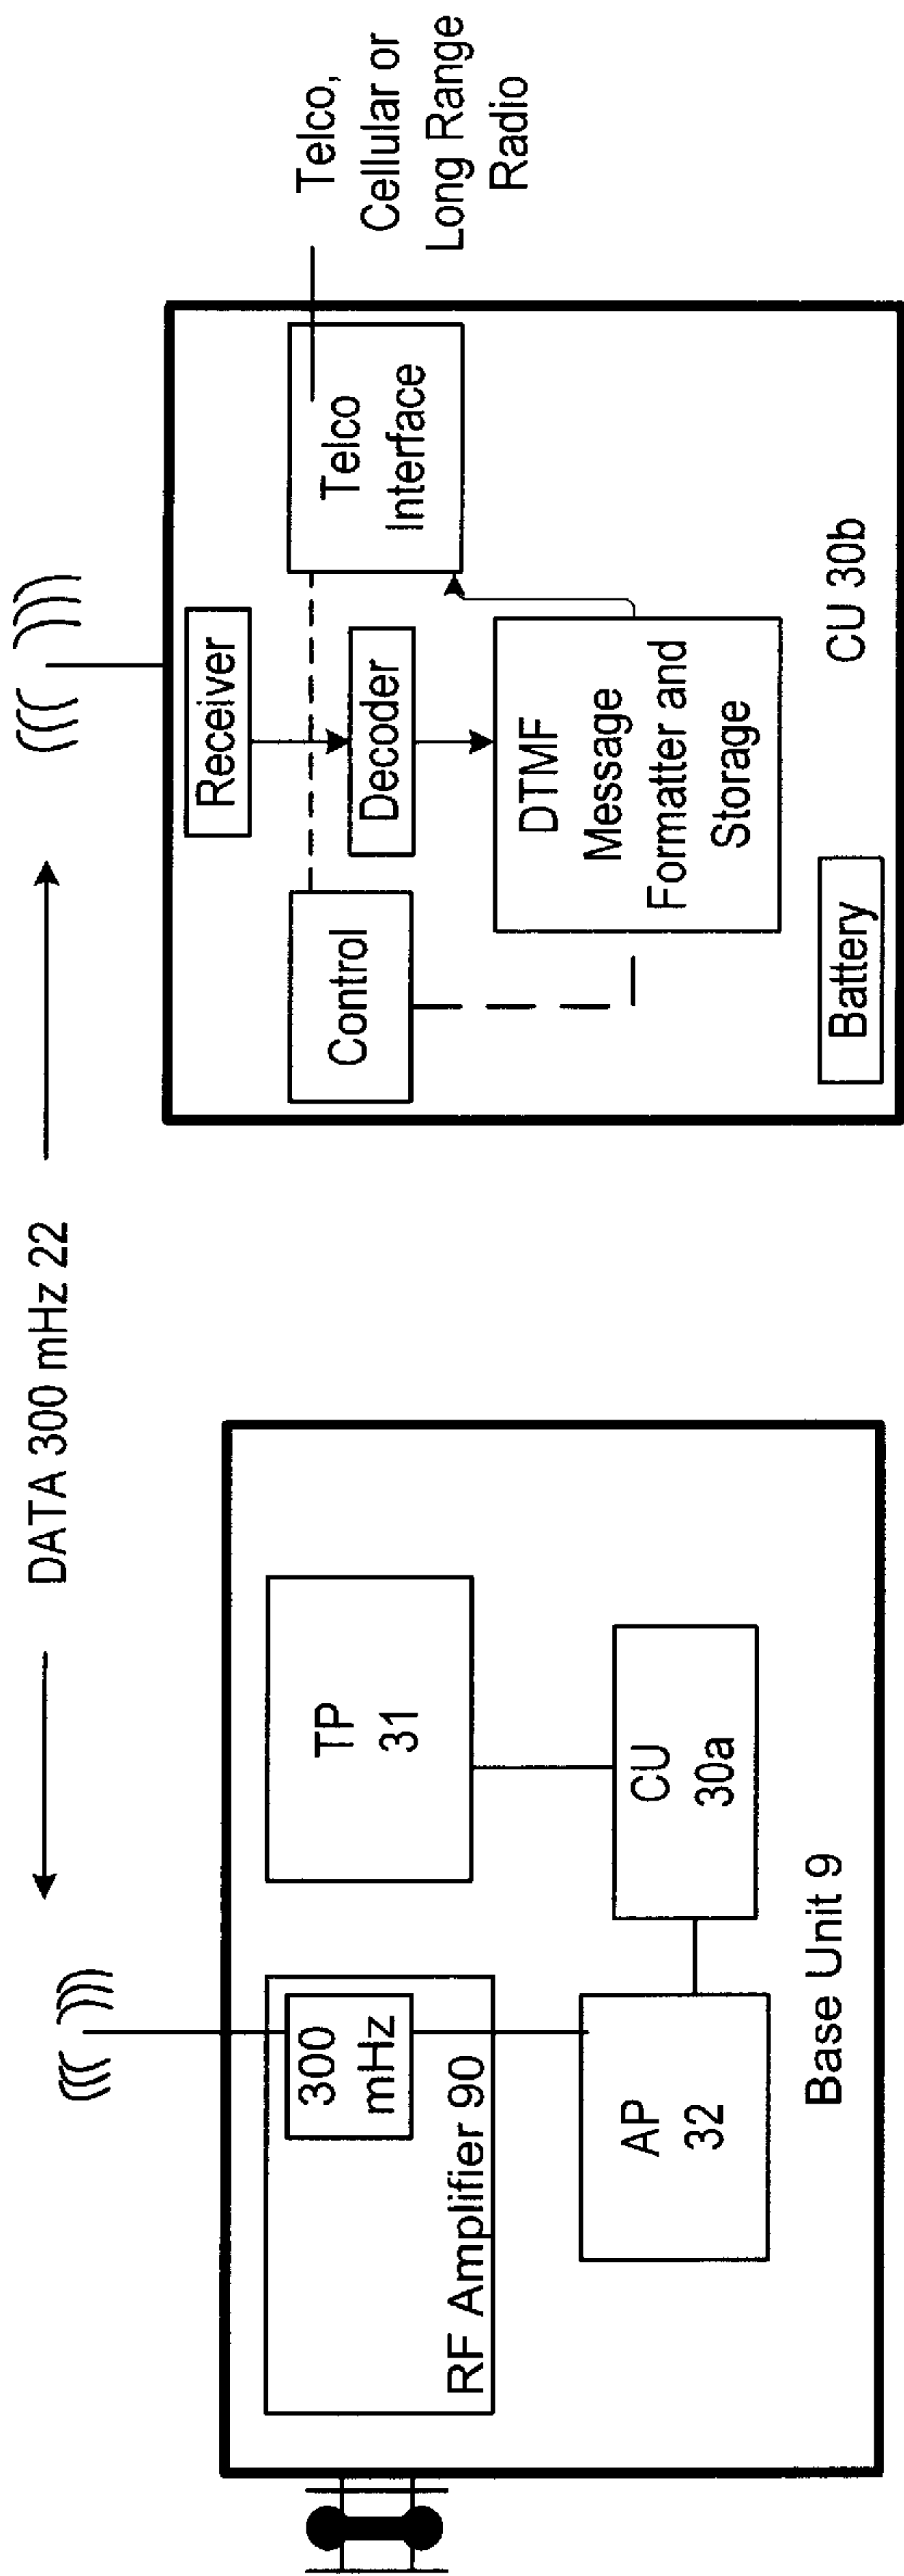 DATA 300 mHz 22
300
mHz
RF Amplifier 90
TP
31
AP
32
CU
30a
Base Unit 9
Receiver
Control
Decoder
Telco
Interface
Telco,
Cellular or
Long Range
Radio
DTMF
Message
Formatter and
Storage
Battery
CU 30b